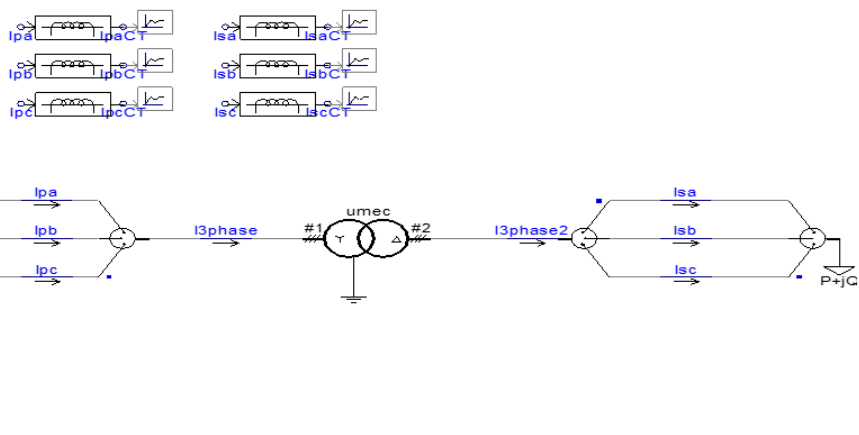 Ipa IpaCT Isa IsaCT
Ipb IpbCT Isb IsbCT
Ipc IpcCT Isc IscCT
Ipa Isa
umec
Ipb I3phase #1 #2 I3phase2 Isb
Ipc Isc
P+jQ